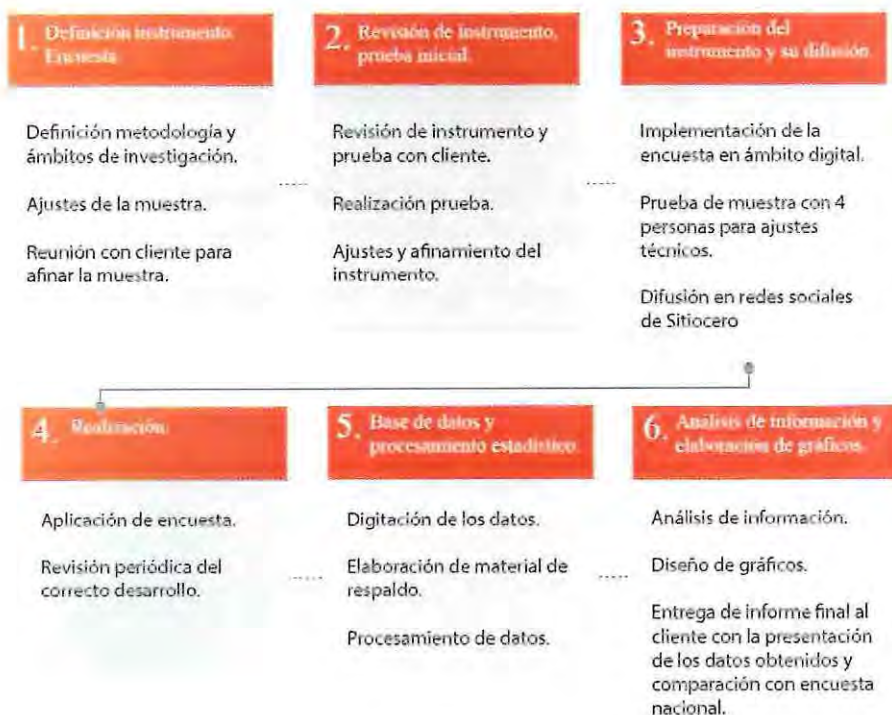 1. Definición instrumento.
Encuesta.
Definición metodología y
ámbitos de investigación.
Ajustes de la muestra.
Reunión con cliente para
afinar la muestra.
2. Revisión de instrumento,
prueba inicial.
Revisión de instrumento y
prueba con cliente.
Realización prueba.
Ajustes y afinamiento del
instrumento.
3. Preparación del
instrumento y su difusión.
Implementación de la
encuesta en ámbito digital.
Prueba de muestra con 4
personas para ajustes
técnicos.
Difusión en redes sociales
de Sitiocero
4. Realización.
Aplicación de encuesta.
Revisión periódica del
correcto desarrollo.
5. Base de datos y
procesamiento estadístico.
Digitación de los datos.
Elaboración de material de
respaldo.
Procesamiento de datos.
6. Análisis de información y
elaboración de gráficos.
Análisis de información.
Diseño de gráficos.
Entrega de informe final al
cliente con la presentación
de los datos obtenidos y
comparación con encuesta
nacional.